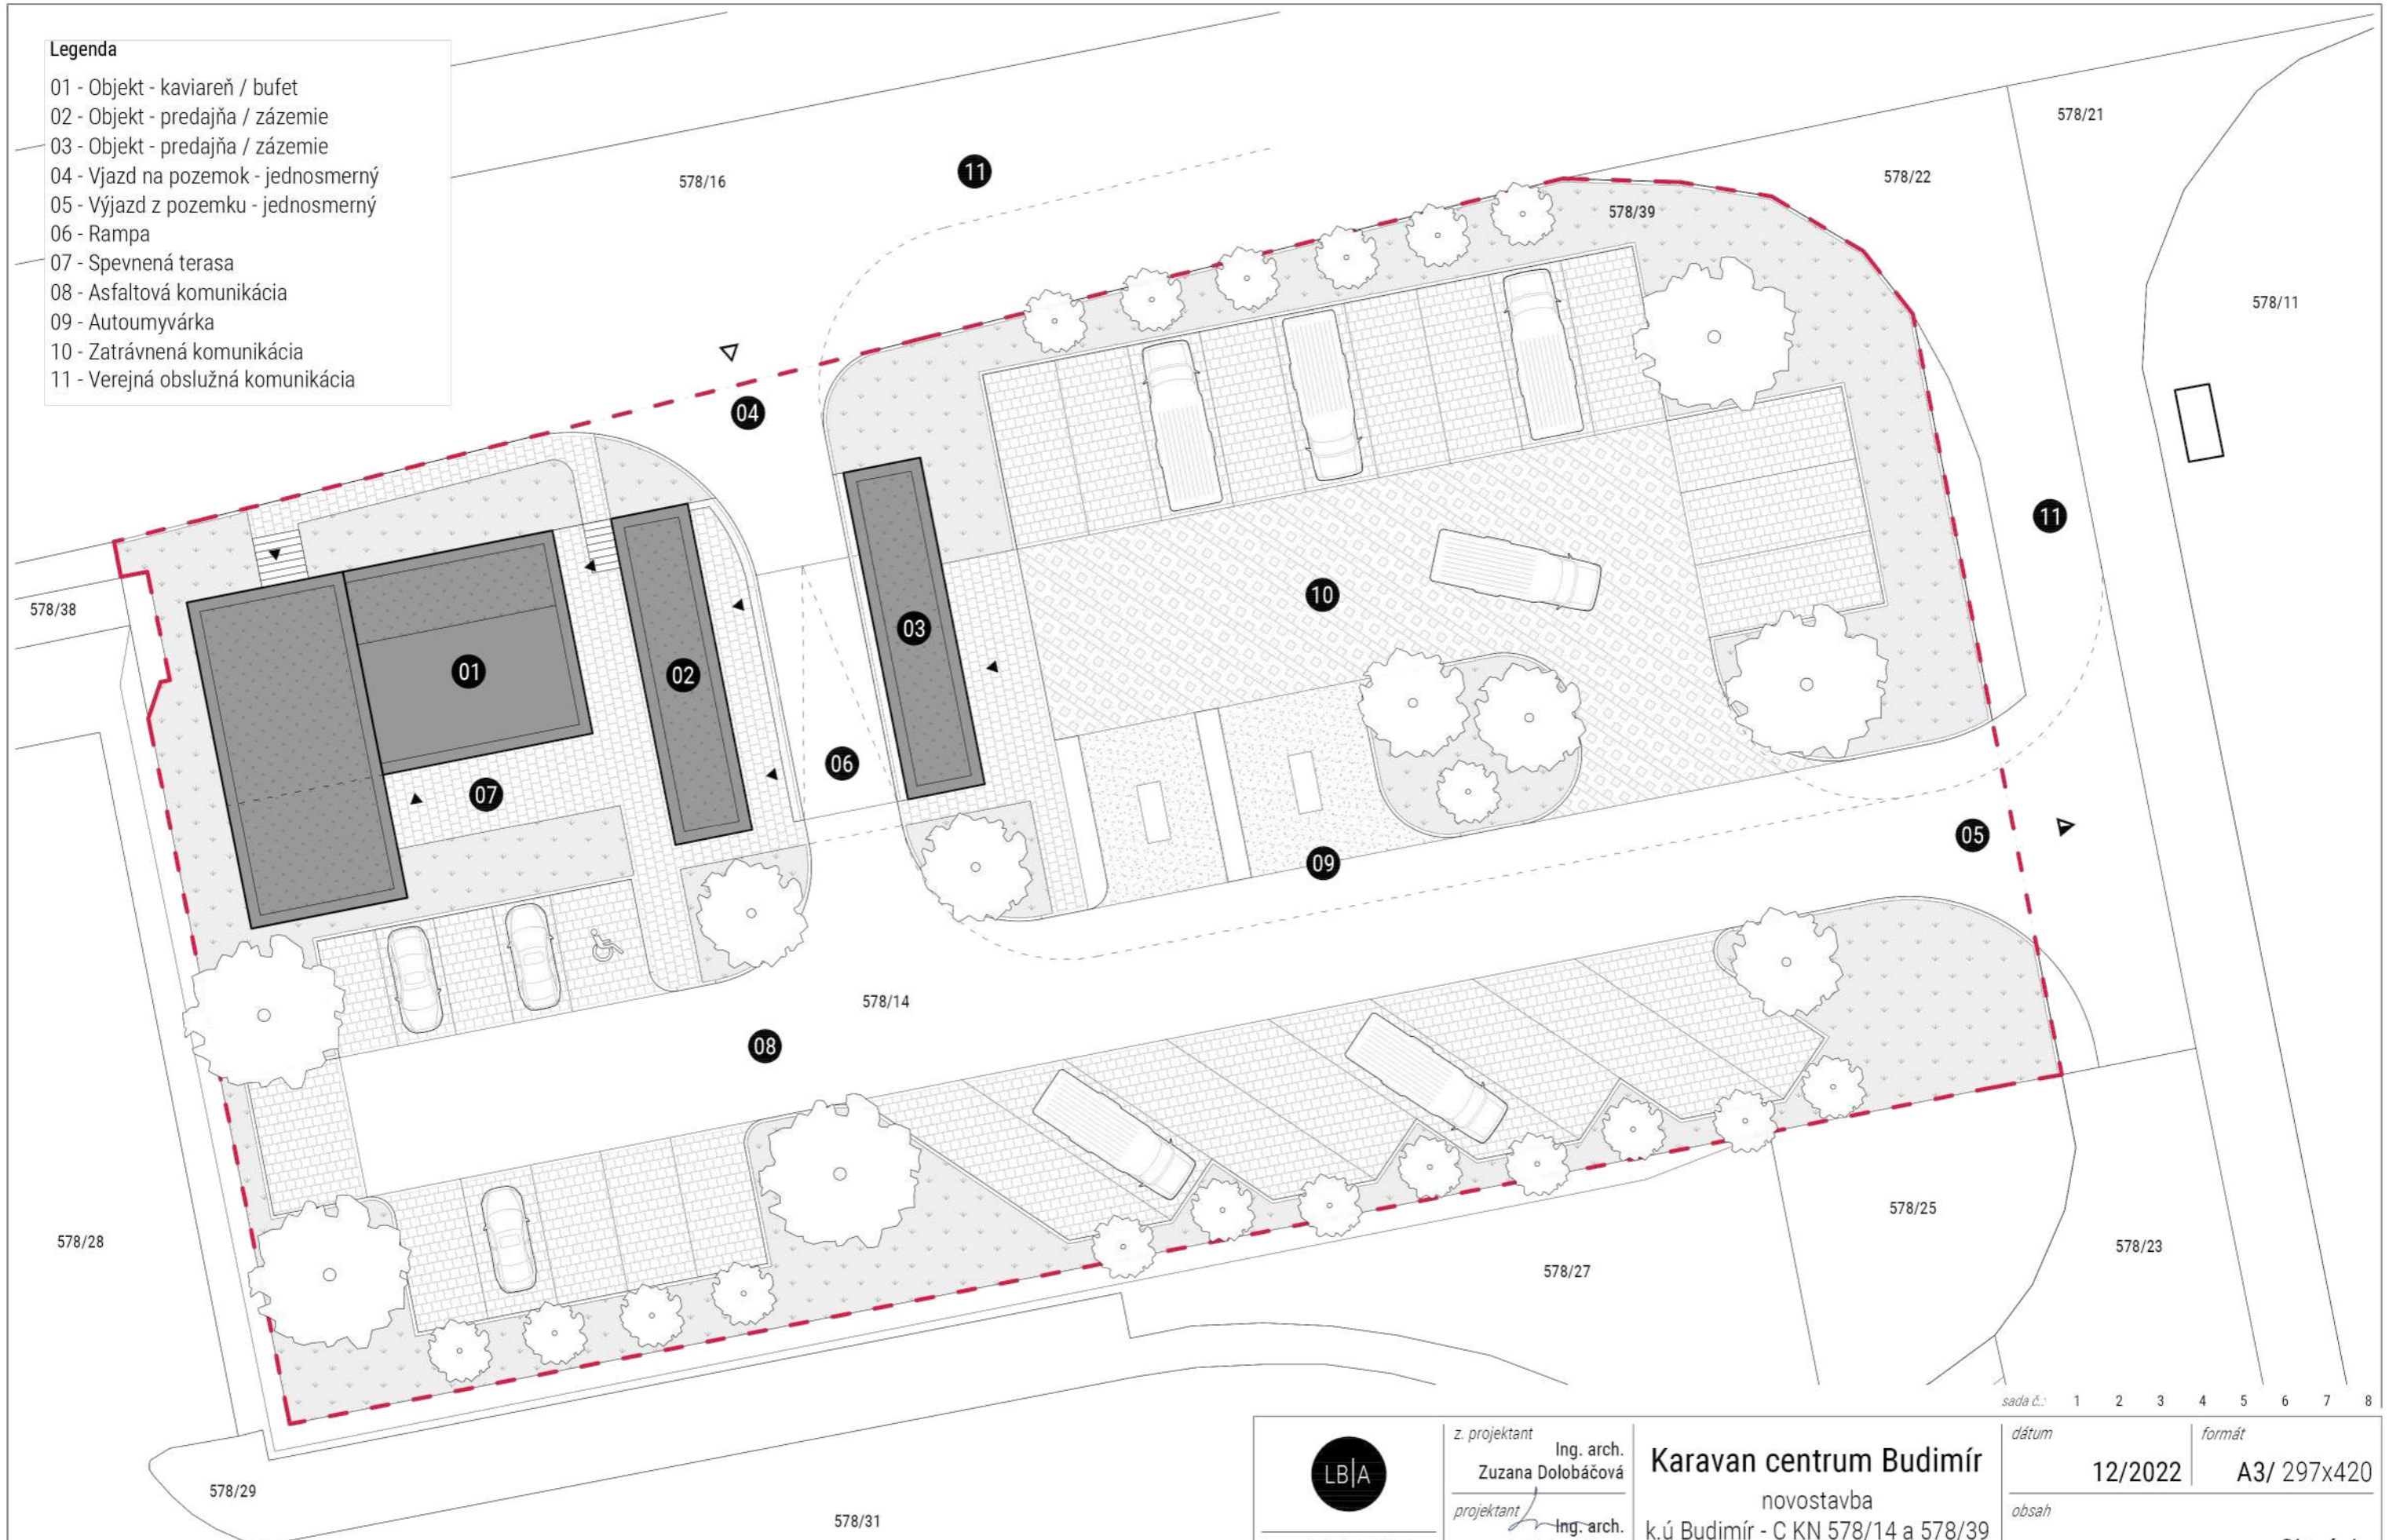 Legenda
01 - Objekt - kaviareň / bufet
02 - Objekt - predajňa / zázemie
03 - Objekt - predajňa / zázemie
04 - Vjazd na pozemok - jednosmerný
05 - Výjazd z pozemku - jednosmerný
06 - Rampa
07 - Spevnená terasa
08 - Asfaltová komunikácia
09 - Autoumyvárka
10 - Zatrávnená komunikácia
11 - Verejná obslužná komunikácia
578/21
578/16
11
578/22
578/39
578/11
04
11
578/38
10
03
01
02
06
07
05
09
578/14
08
578/25
578/28
578/23
578/27
578/29
578/31
sada č.: 1 2 3 4 5 6 7 8
LB|A
z. projektant
Ing. arch.
Zuzana Dolobáčová
projektant
Ing. arch.
Karavan centrum Budimír
novostavba
k.ú Budimír - C KN 578/14 a 578/39
dátum
12/2022
formát
A3/ 297x420
obsah